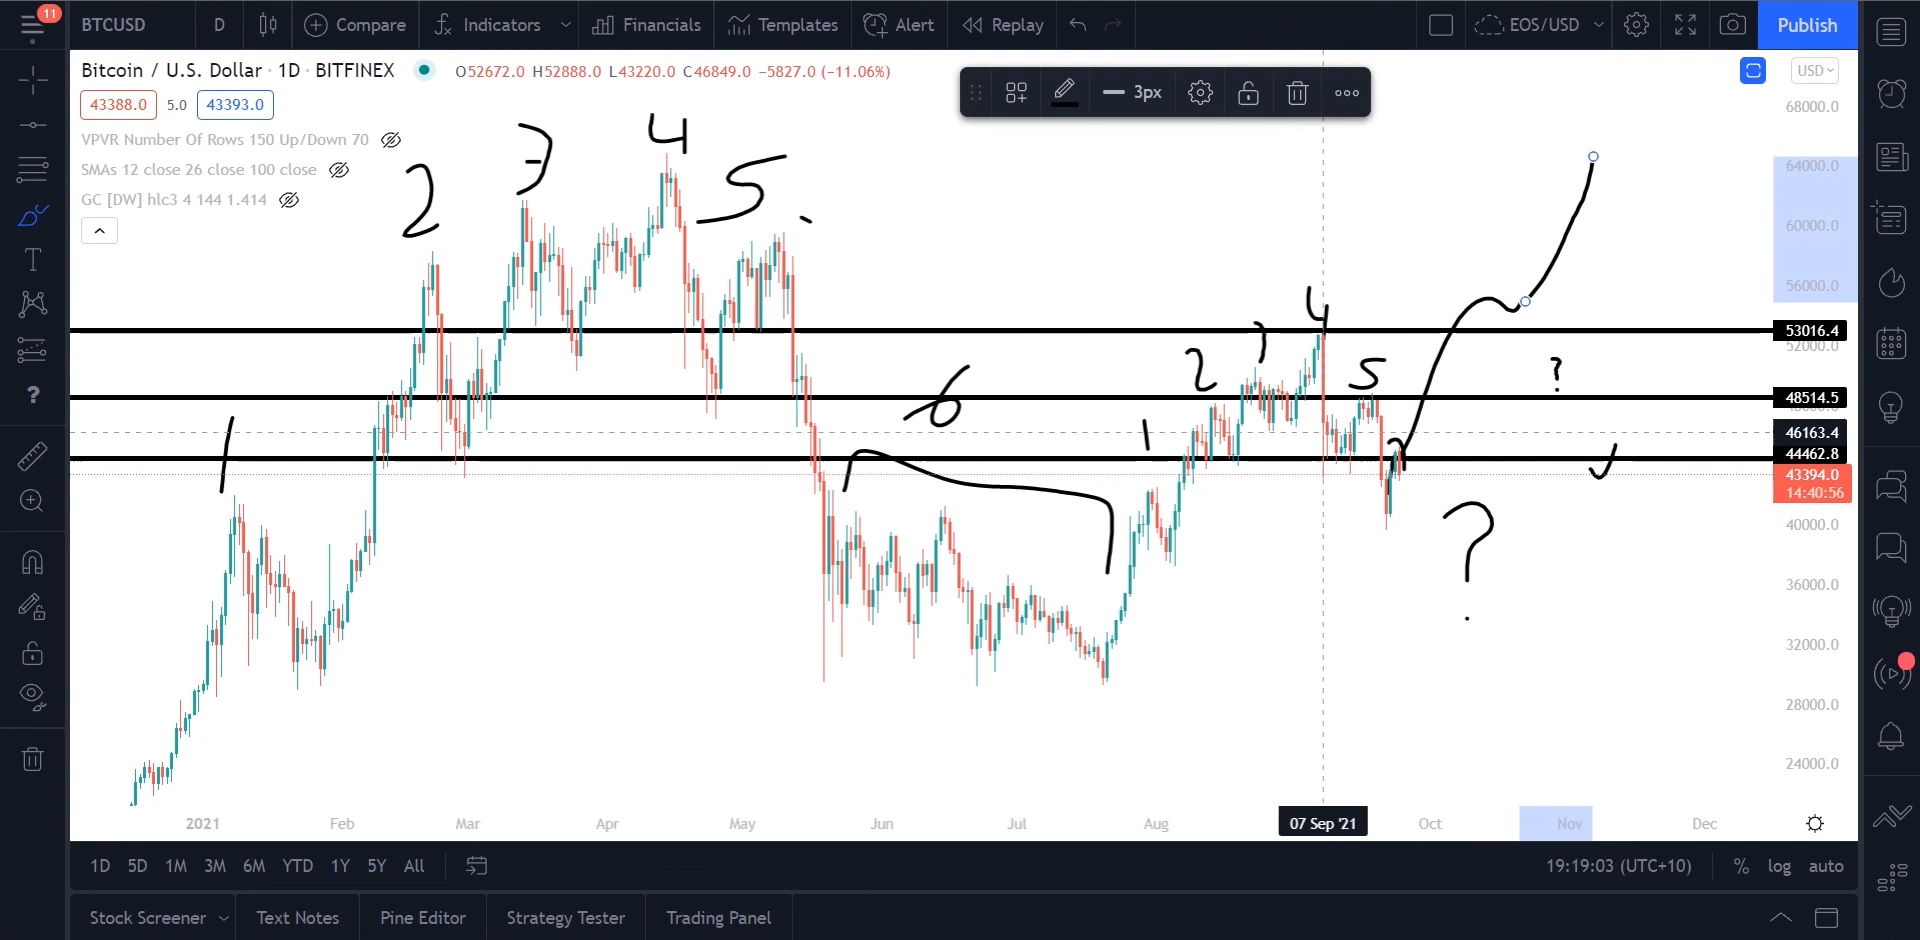 11
BTCUSD D Compare Indicators Financials Templates Alert Replay EOS/USD Publish
Bitcoin / U.S. Dollar · 1D · BITFINEX O52672.0 H52888.0 L43220.0 C46849.0 −5827.0 (−11.06%)
3px
USD
43388.0 5.0 43393.0
VPVR Number Of Rows 150 Up/Down 70
SMAs 12 close 26 close 100 close
GC [DW] hlc3 4 144 1.414
68000.0
64000.0
60000.0
56000.0
53016.4
52000.0
48514.5
46163.4
44462.8
43394.0
14:40:56
40000.0
36000.0
32000.0
28000.0
24000.0
1 2 3 4 5
6
1 2 3 4 5
?
?
2021 Feb Mar Apr May Jun Jul Aug 07 Sep '21 Oct Nov Dec
1D 5D 1M 3M 6M YTD 1Y 5Y All 19:19:03 (UTC+10) % log auto
Stock Screener Text Notes Pine Editor Strategy Tester Trading Panel